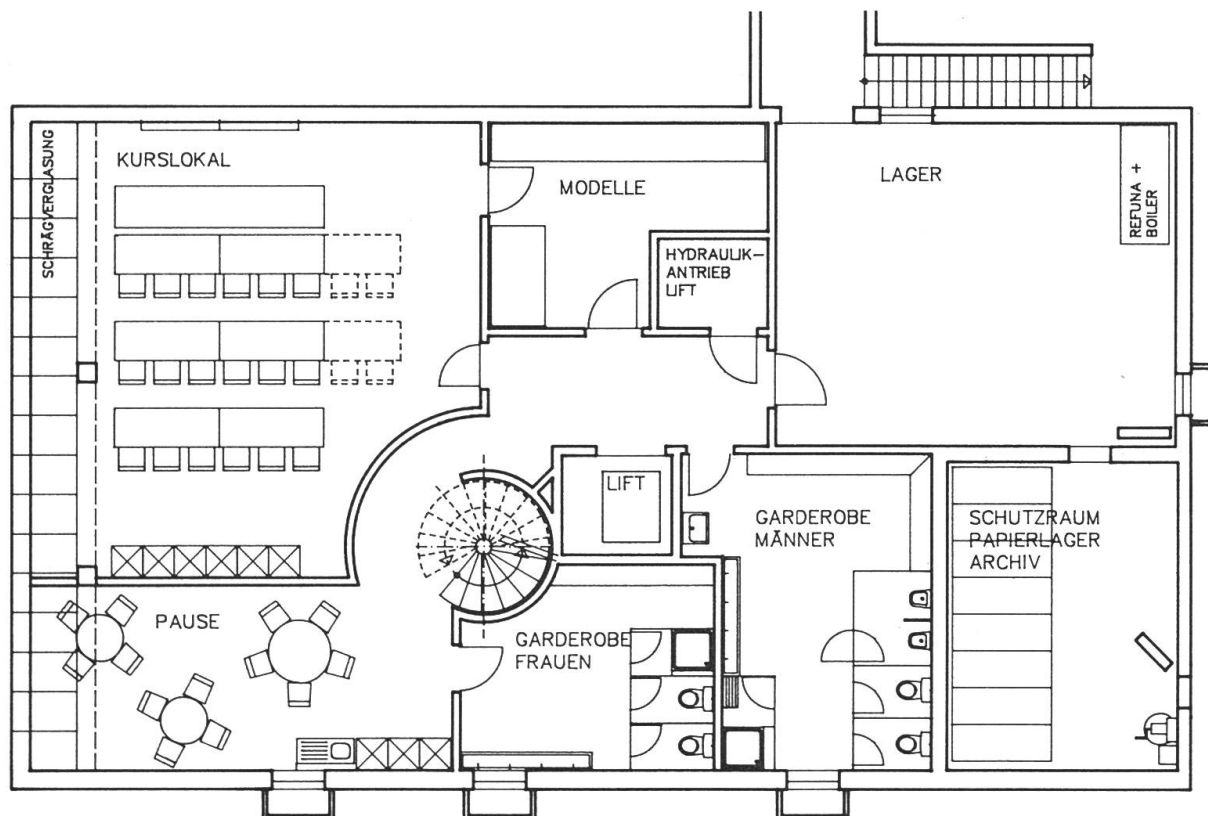 SCHRÄGVERGLASUNG
KURSLOKAL
MODELLE
LAGER
REFUNA +
BOILER
HYDRAULIK-
ANTRIEB
LIFT
LIFT
GARDEROBE
MÄNNER
SCHUTZRAUM
PAPIERLAGER
ARCHIV
PAUSE
GARDEROBE
FRAUEN